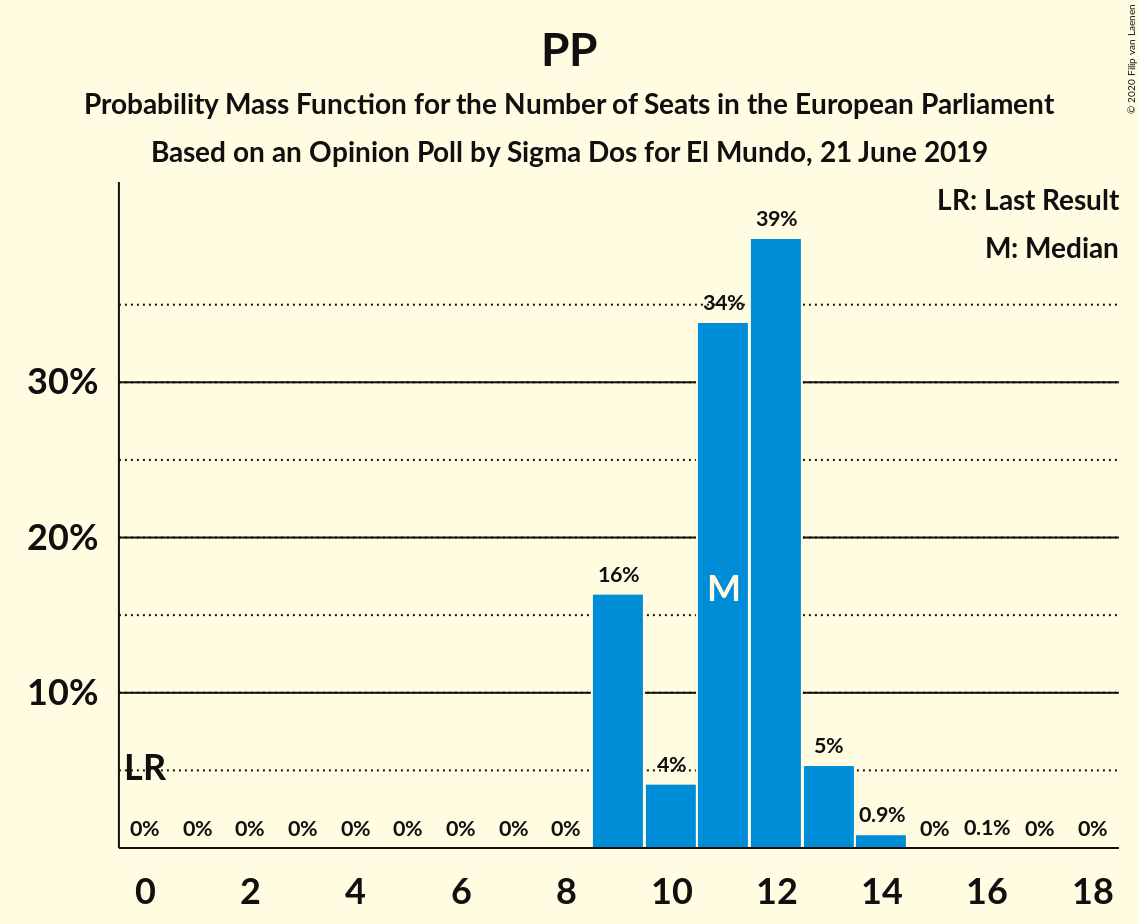 PP
Probability Mass Function for the Number of Seats in the European Parliament
Based on an Opinion Poll by Sigma Dos for El Mundo, 21 June 2019
© 2020 Filip van Laenen
LR: Last Result
M: Median
39%
34%
30%
20%
16%
M
10%
LR
5%
4%
0% 0% 0% 0% 0% 0% 0% 0% 0% 0.9% 0% 0.1% 0% 0%
0 2 4 6 8 10 12 14 16 18